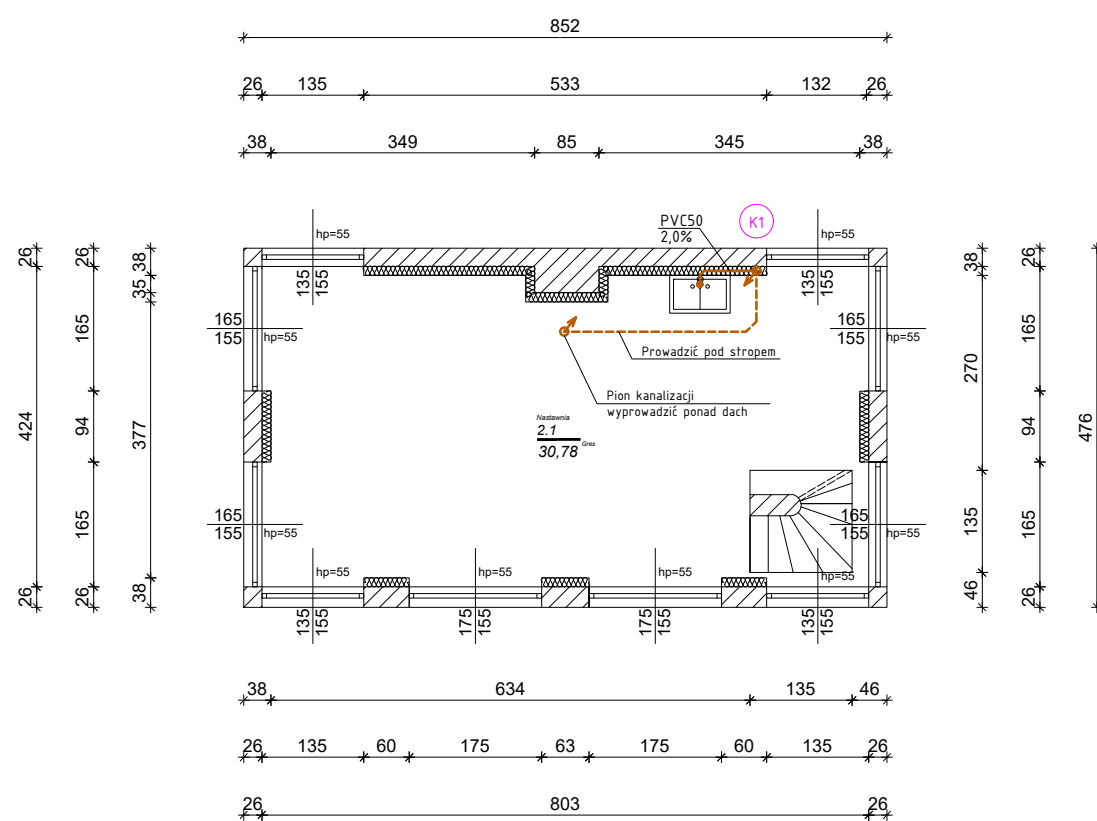 852
26 135 533 132 26
38 349 85 345 38
PVC50
2,0%
K1
hp=55
hp=55
135
155
135
155
165
155
hp=55
165
155
hp=55
Prowadzić pod stropem
Pion kanalizacji
wyprowadzić ponad dach
Nastawnia
2.1
30,78
Gres
165
155
hp=55
165
155
hp=55
hp=55
hp=55
hp=55
hp=55
135
155
175
155
175
155
135
155
26
424
26
26
165
94
165
26
38
35
377
38
38
270
135
46
26
165
94
165
26
476
38 634 135 46
26 135 60 175 63 175 60 135 26
26 803 26